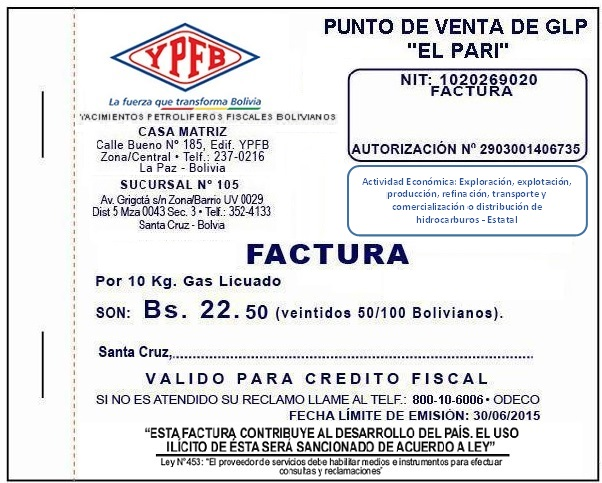 YPFB
La fuerza que transforma Bolivia
YACIMIENTOS PETROLIFEROS FISCALES BOLIVIANOS
CASA MATRIZ
Calle Bueno Nº 185, Edif. YPFB
Zona/Central • Telf.: 237-0216
La Paz - Bolivia
SUCURSAL Nº 105
Av. Grigotá s/n Zona/Barrio UV 0029
Dist 5 Mza 0043 Sec. 3 • Telf.: 352-4133
Santa Cruz - Bolvia
PUNTO DE VENTA DE GLP
"EL PARI"
NIT: 1020269020
FACTURA
AUTORIZACIÓN Nº 2903001406735
Actividad Económica: Exploración, explotación,
producción, refinación, transporte y
comercialización o distribución de
hidrocarburos - Estatal
FACTURA
Por 10 Kg. Gas Licuado
SON: Bs. 22.50 (veintidos 50/100 Bolivianos).
Santa Cruz,
VALIDO PARA CREDITO FISCAL
SI NO ES ATENDIDO SU RECLAMO LLAME AL TELF.: 800-10-6006 • ODECO
FECHA LÍMITE DE EMISIÓN: 30/06/2015
"ESTA FACTURA CONTRIBUYE AL DESARROLLO DEL PAÍS. EL USO
ILÍCITO DE ÉSTA SERÁ SANCIONADO DE ACUERDO A LEY"
Ley N°453: "El proveedor de servicios debe habilitar medios e instrumentos para efectuar
consultas y reclamaciones"